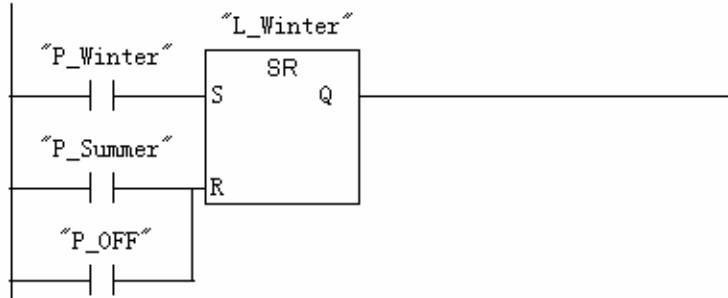 "L_Winter"
"P_Winter"
SR
S Q
"P_Summer"
R
"P_OFF"